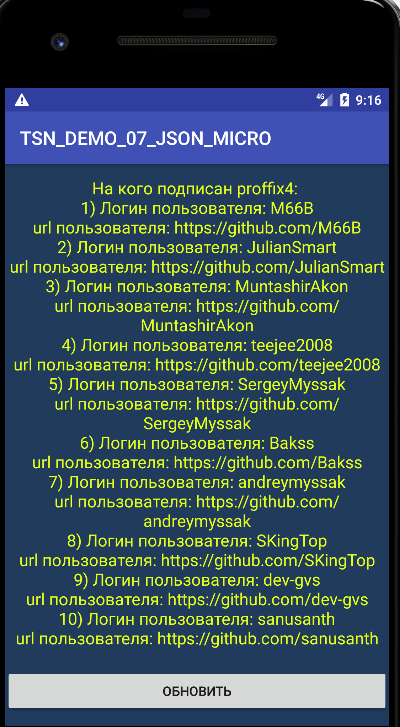 4G 9:16
TSN_DEMO_07_JSON_MICRO
На кого подписан proffix4:
1) Логин пользователя: M66B
url пользователя: https://github.com/M66B
2) Логин пользователя: JulianSmart
url пользователя: https://github.com/JulianSmart
3) Логин пользователя: MuntashirAkon
url пользователя: https://github.com/
MuntashirAkon
4) Логин пользователя: teejee2008
url пользователя: https://github.com/teejee2008
5) Логин пользователя: SergeyMyssak
url пользователя: https://github.com/
SergeyMyssak
6) Логин пользователя: Bakss
url пользователя: https://github.com/Bakss
7) Логин пользователя: andreymyssak
url пользователя: https://github.com/
andreymyssak
8) Логин пользователя: SKingTop
url пользователя: https://github.com/SKingTop
9) Логин пользователя: dev-gvs
url пользователя: https://github.com/dev-gvs
10) Логин пользователя: sanusanth
url пользователя: https://github.com/sanusanth
ОБНОВИТЬ